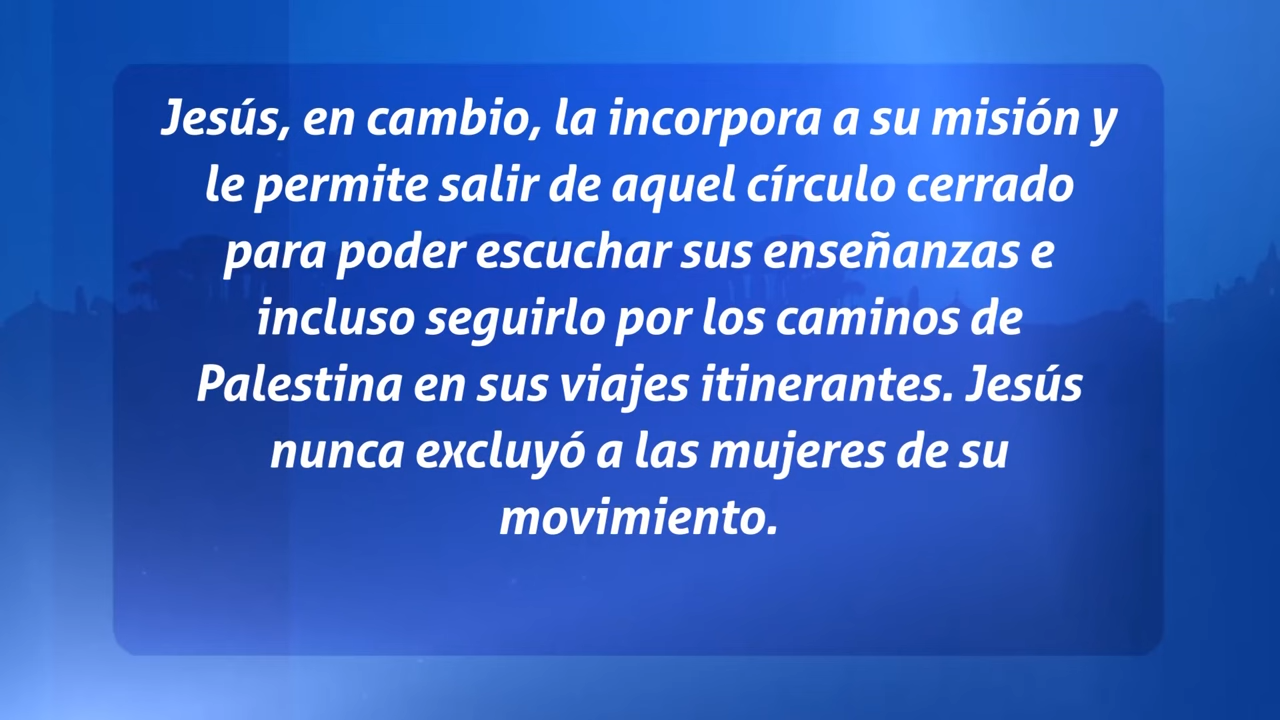 Jesús, en cambio, la incorpora a su misión y
le permite salir de aquel círculo cerrado
para poder escuchar sus enseñanzas e
incluso seguirlo por los caminos de
Palestina en sus viajes itinerantes. Jesús
nunca excluyó a las mujeres de su
movimiento.